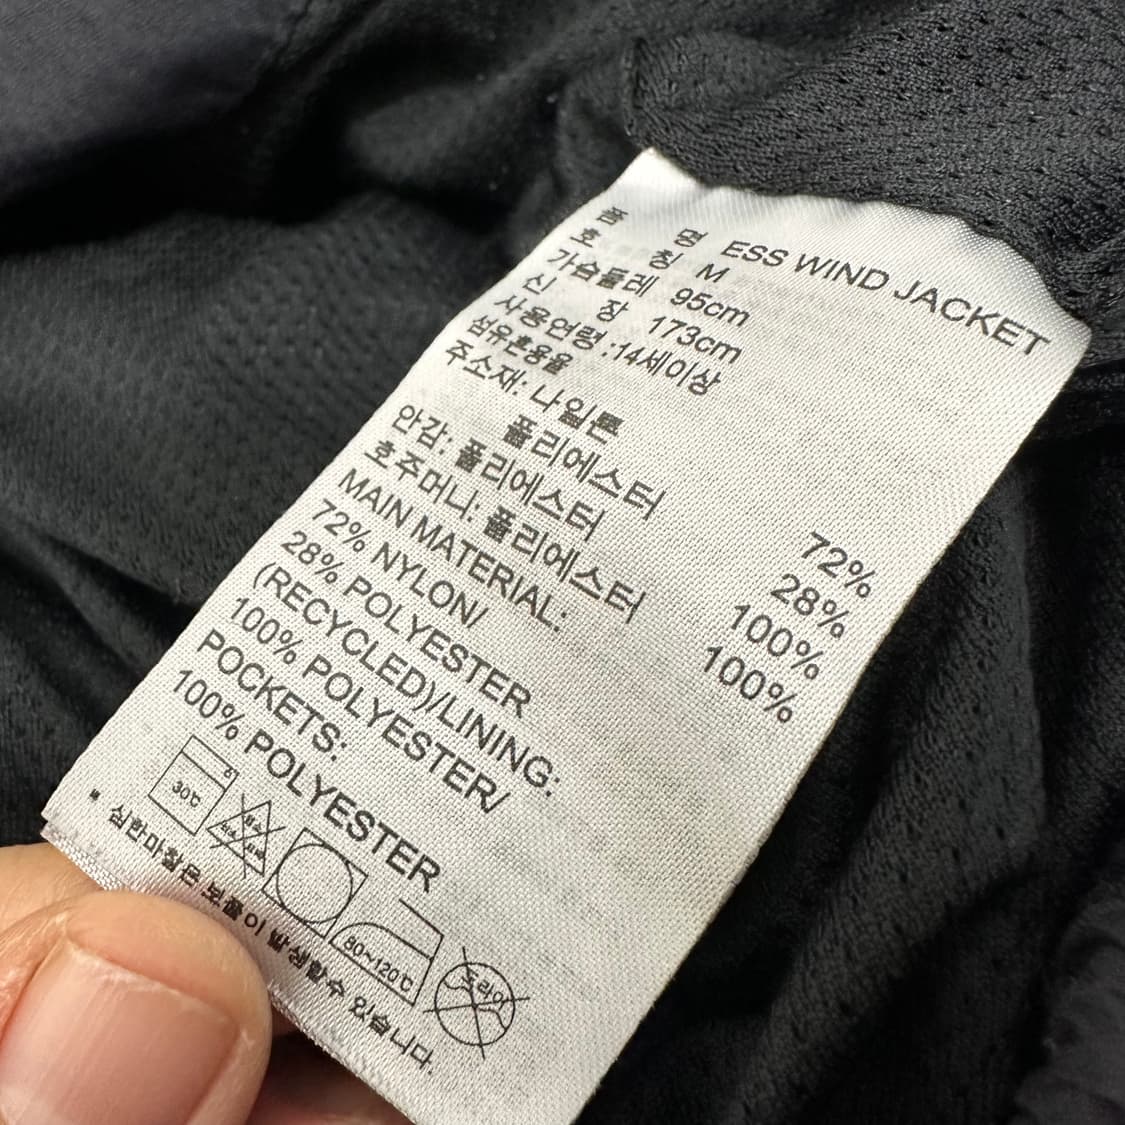 품 명 ESS WIND JACKET
호 칭 M
가슴둘레 95cm
신 장 173cm
사용연령 :14세이상
섬유혼용율
주소재: 나일론 72%
폴리에스터 28%
안감: 폴리에스터 100%
호주머니: 폴리에스터 100%
MAIN MATERIAL:
72% NYLON/
28% POLYESTER
(RECYCLED)/LINING:
100% POLYESTER/
POCKETS:
100% POLYESTER
30℃
80~120℃
드라이
심한마찰은 보풀이 발생할수 있습니다.